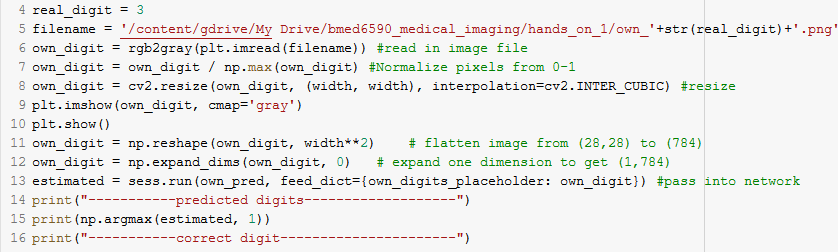 4 real_digit = 3
5 filename = '/content/gdrive/My Drive/bmed6590_medical_imaging/hands_on_1/own_'+str(real_digit)+'.png'
6 own_digit = rgb2gray(plt.imread(filename)) #read in image file
7 own_digit = own_digit / np.max(own_digit) #Normalize pixels from 0-1
8 own_digit = cv2.resize(own_digit, (width, width), interpolation=cv2.INTER_CUBIC) #resize
9 plt.imshow(own_digit, cmap='gray')
10 plt.show()
11 own_digit = np.reshape(own_digit, width**2)    # flatten image from (28,28) to (784)
12 own_digit = np.expand_dims(own_digit, 0)   # expand one dimension to get (1,784)
13 estimated = sess.run(own_pred, feed_dict={own_digits_placeholder: own_digit}) #pass into network
14 print("-----------predicted digits-------------------")
15 print(np.argmax(estimated, 1))
16 print("-----------correct digit----------------------")